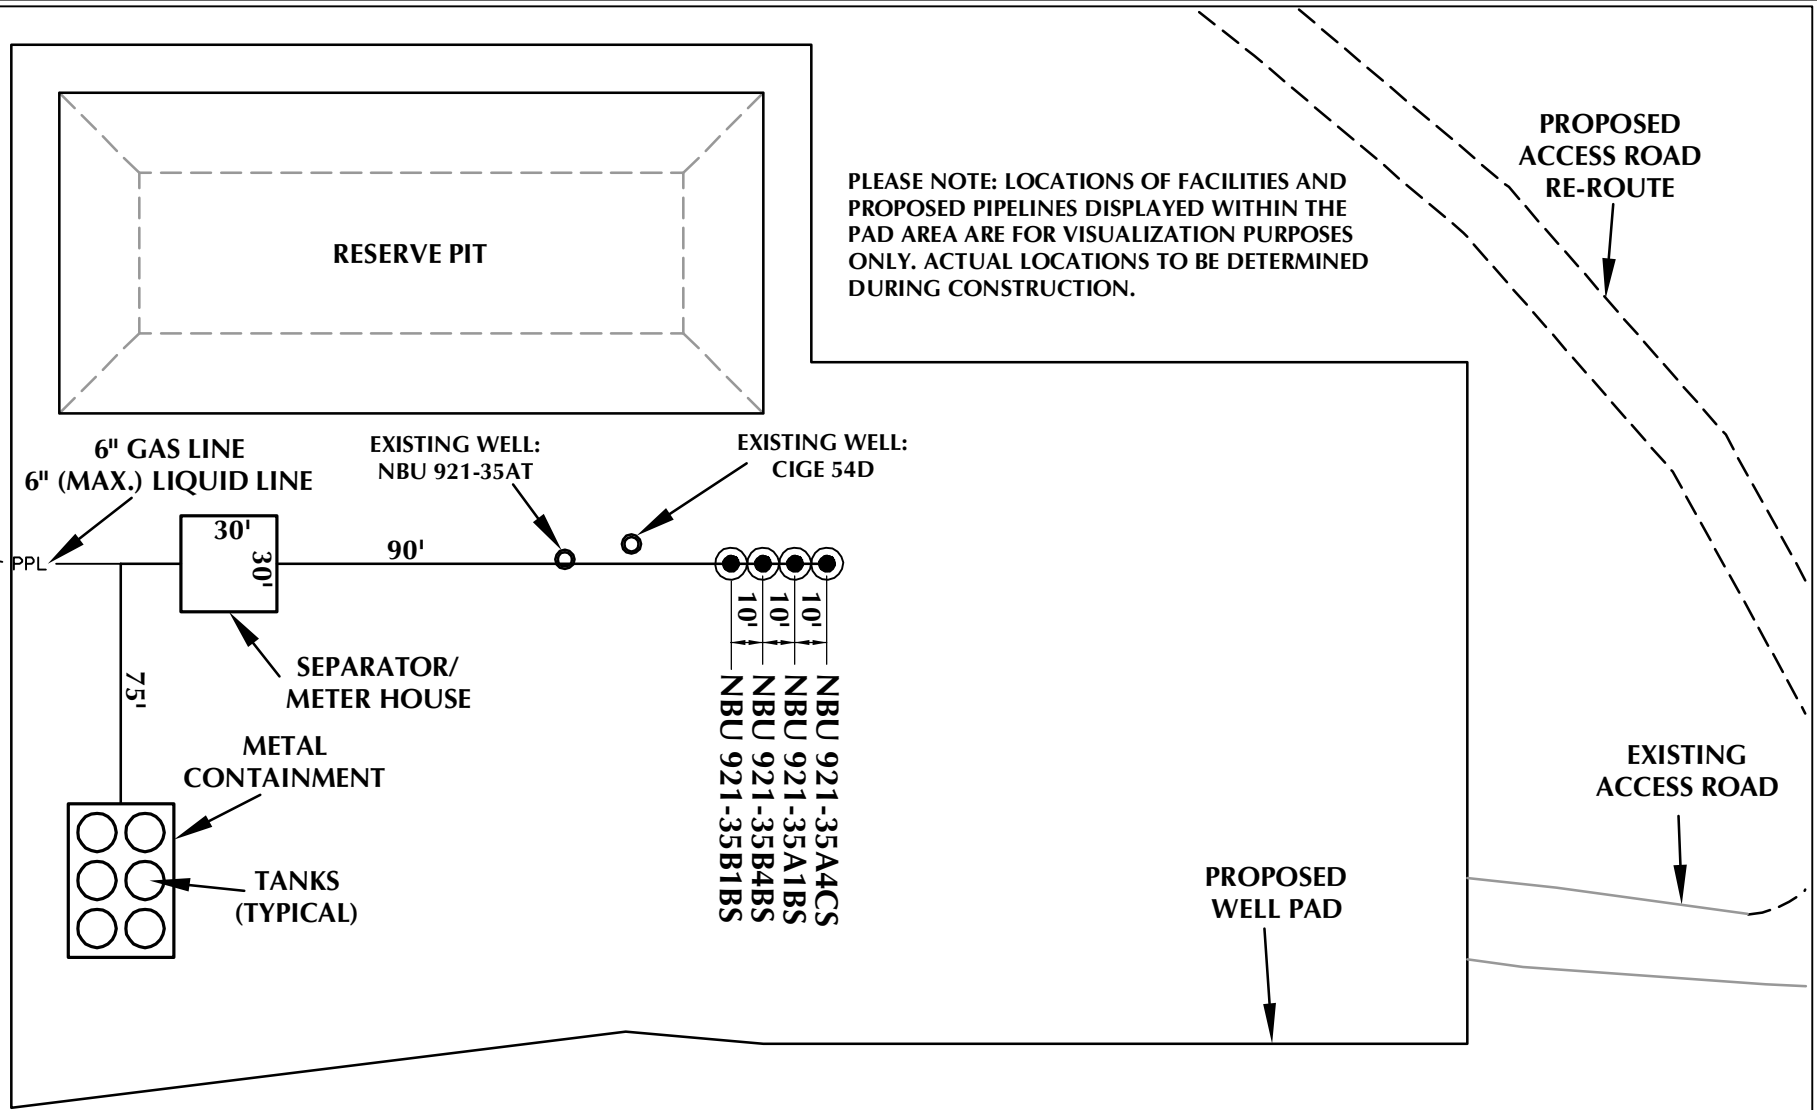 PROPOSED
ACCESS ROAD
RE-ROUTE
PLEASE NOTE: LOCATIONS OF FACILITIES AND
PROPOSED PIPELINES DISPLAYED WITHIN THE
PAD AREA ARE FOR VISUALIZATION PURPOSES
ONLY. ACTUAL LOCATIONS TO BE DETERMINED
DURING CONSTRUCTION.
RESERVE PIT
6" GAS LINE
6" (MAX.) LIQUID LINE
EXISTING WELL:
NBU 921-35AT
EXISTING WELL:
CIGE 54D
PPL
30'
30'
90'
10'
10'
10'
75'
SEPARATOR/
METER HOUSE
NBU 921-35B1BS
NBU 921-35B4BS
NBU 921-35A1BS
NBU 921-35A4CS
METAL
CONTAINMENT
TANKS
(TYPICAL)
EXISTING
ACCESS ROAD
PROPOSED
WELL PAD